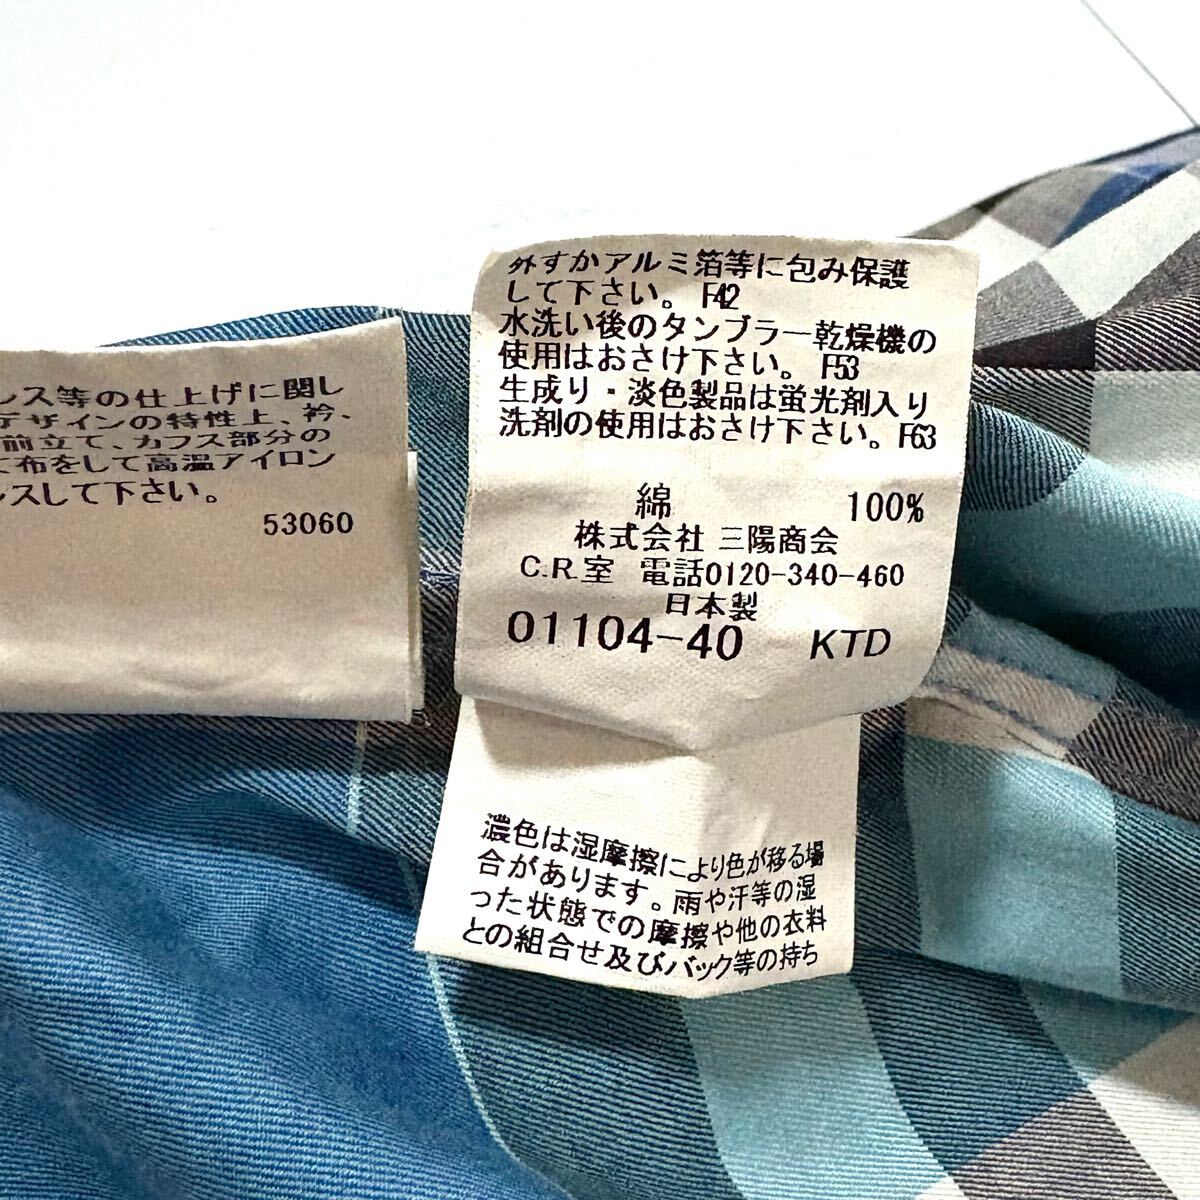 レス等の仕上げに関し
デザインの特性上、衿、
前立て、カフス部分の
て布をして高温アイロン
レスして下さい。
53060
外すかアルミ箔等に包み保護
して下さい。F42
水洗い後のタンブラー乾燥機の
使用はおさけ下さい。F53
生成り・淡色製品は蛍光剤入り
洗剤の使用はおさけ下さい。F63
綿 100%
株式会社 三陽商会
C.R.室 電話0120-340-460
日本製
01104-40 KTD
濃色は湿摩擦により色が移る場
合があります。雨や汗等の湿
った状態での摩擦や他の衣料
との組合せ及びバック等の持ち